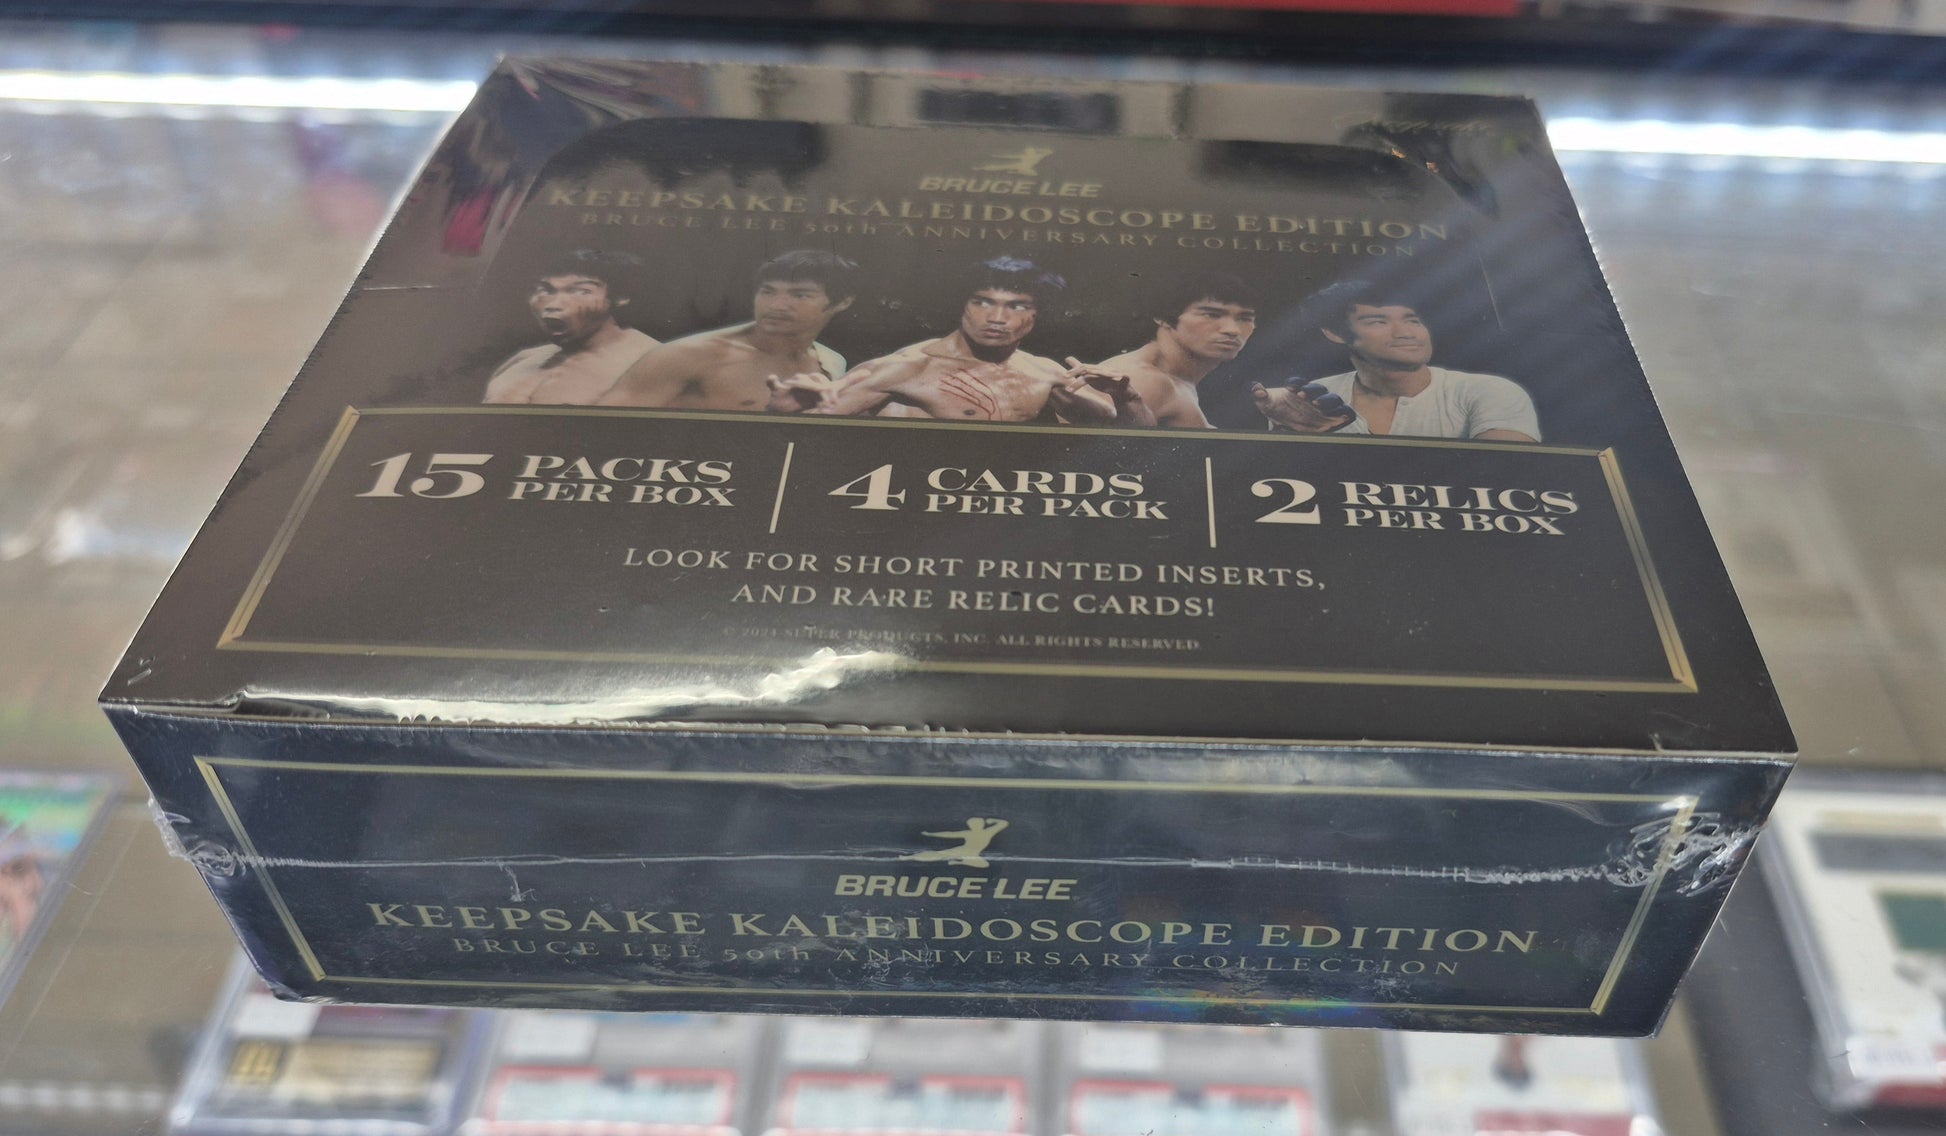 BRUCE LEE
KEEPSAKE KALEIDOSCOPE EDITION
BRUCE LEE 50th ANNIVERSARY COLLECTION
15 PACKS PER BOX
4 CARDS PER PACK
2 RELICS PER BOX
LOOK FOR SHORT PRINTED INSERTS,
AND RARE RELIC CARDS!
© 2024 SUPER PRODUCTS, INC. ALL RIGHTS RESERVED.
BRUCE LEE
KEEPSAKE KALEIDOSCOPE EDITION
BRUCE LEE 50th ANNIVERSARY COLLECTION